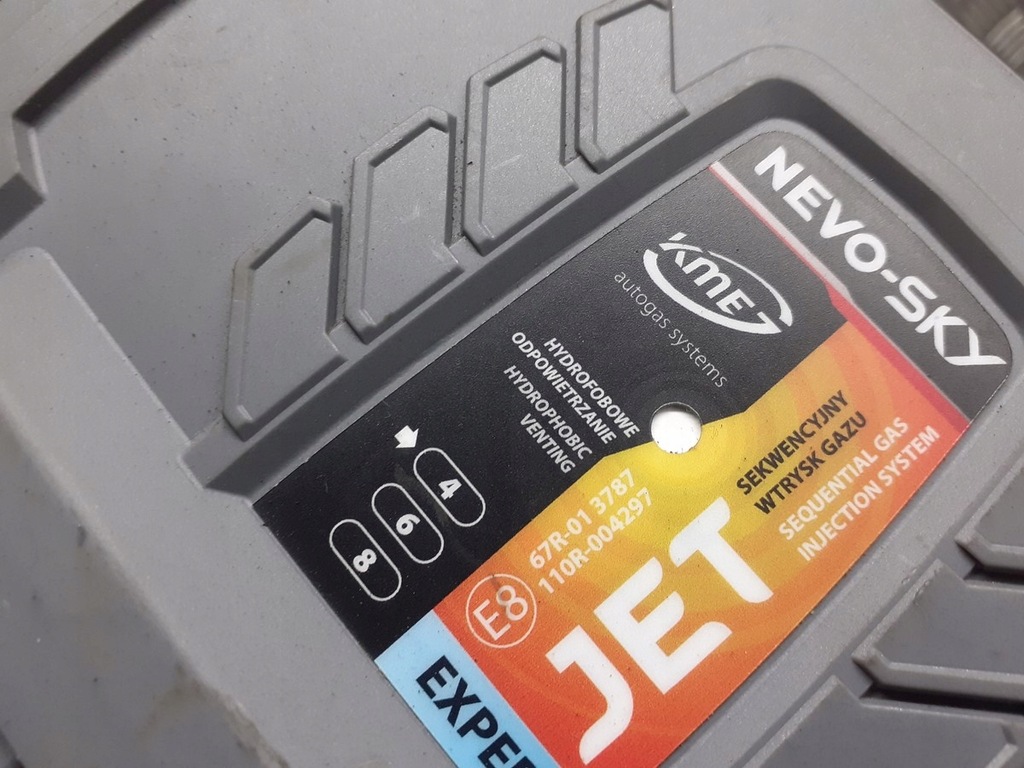 NEVO-SKY
KME
autogas systems
HYDROFOBOWE
ODPOWIETRZANIE
HYDROPHOBIC
VENTING
4
6
8
SEKWENCYJNY
WTRYSK GAZU
SEQUENTIAL GAS
INJECTION SYSTEM
67R-01 3787
110R-004297
E8
JET